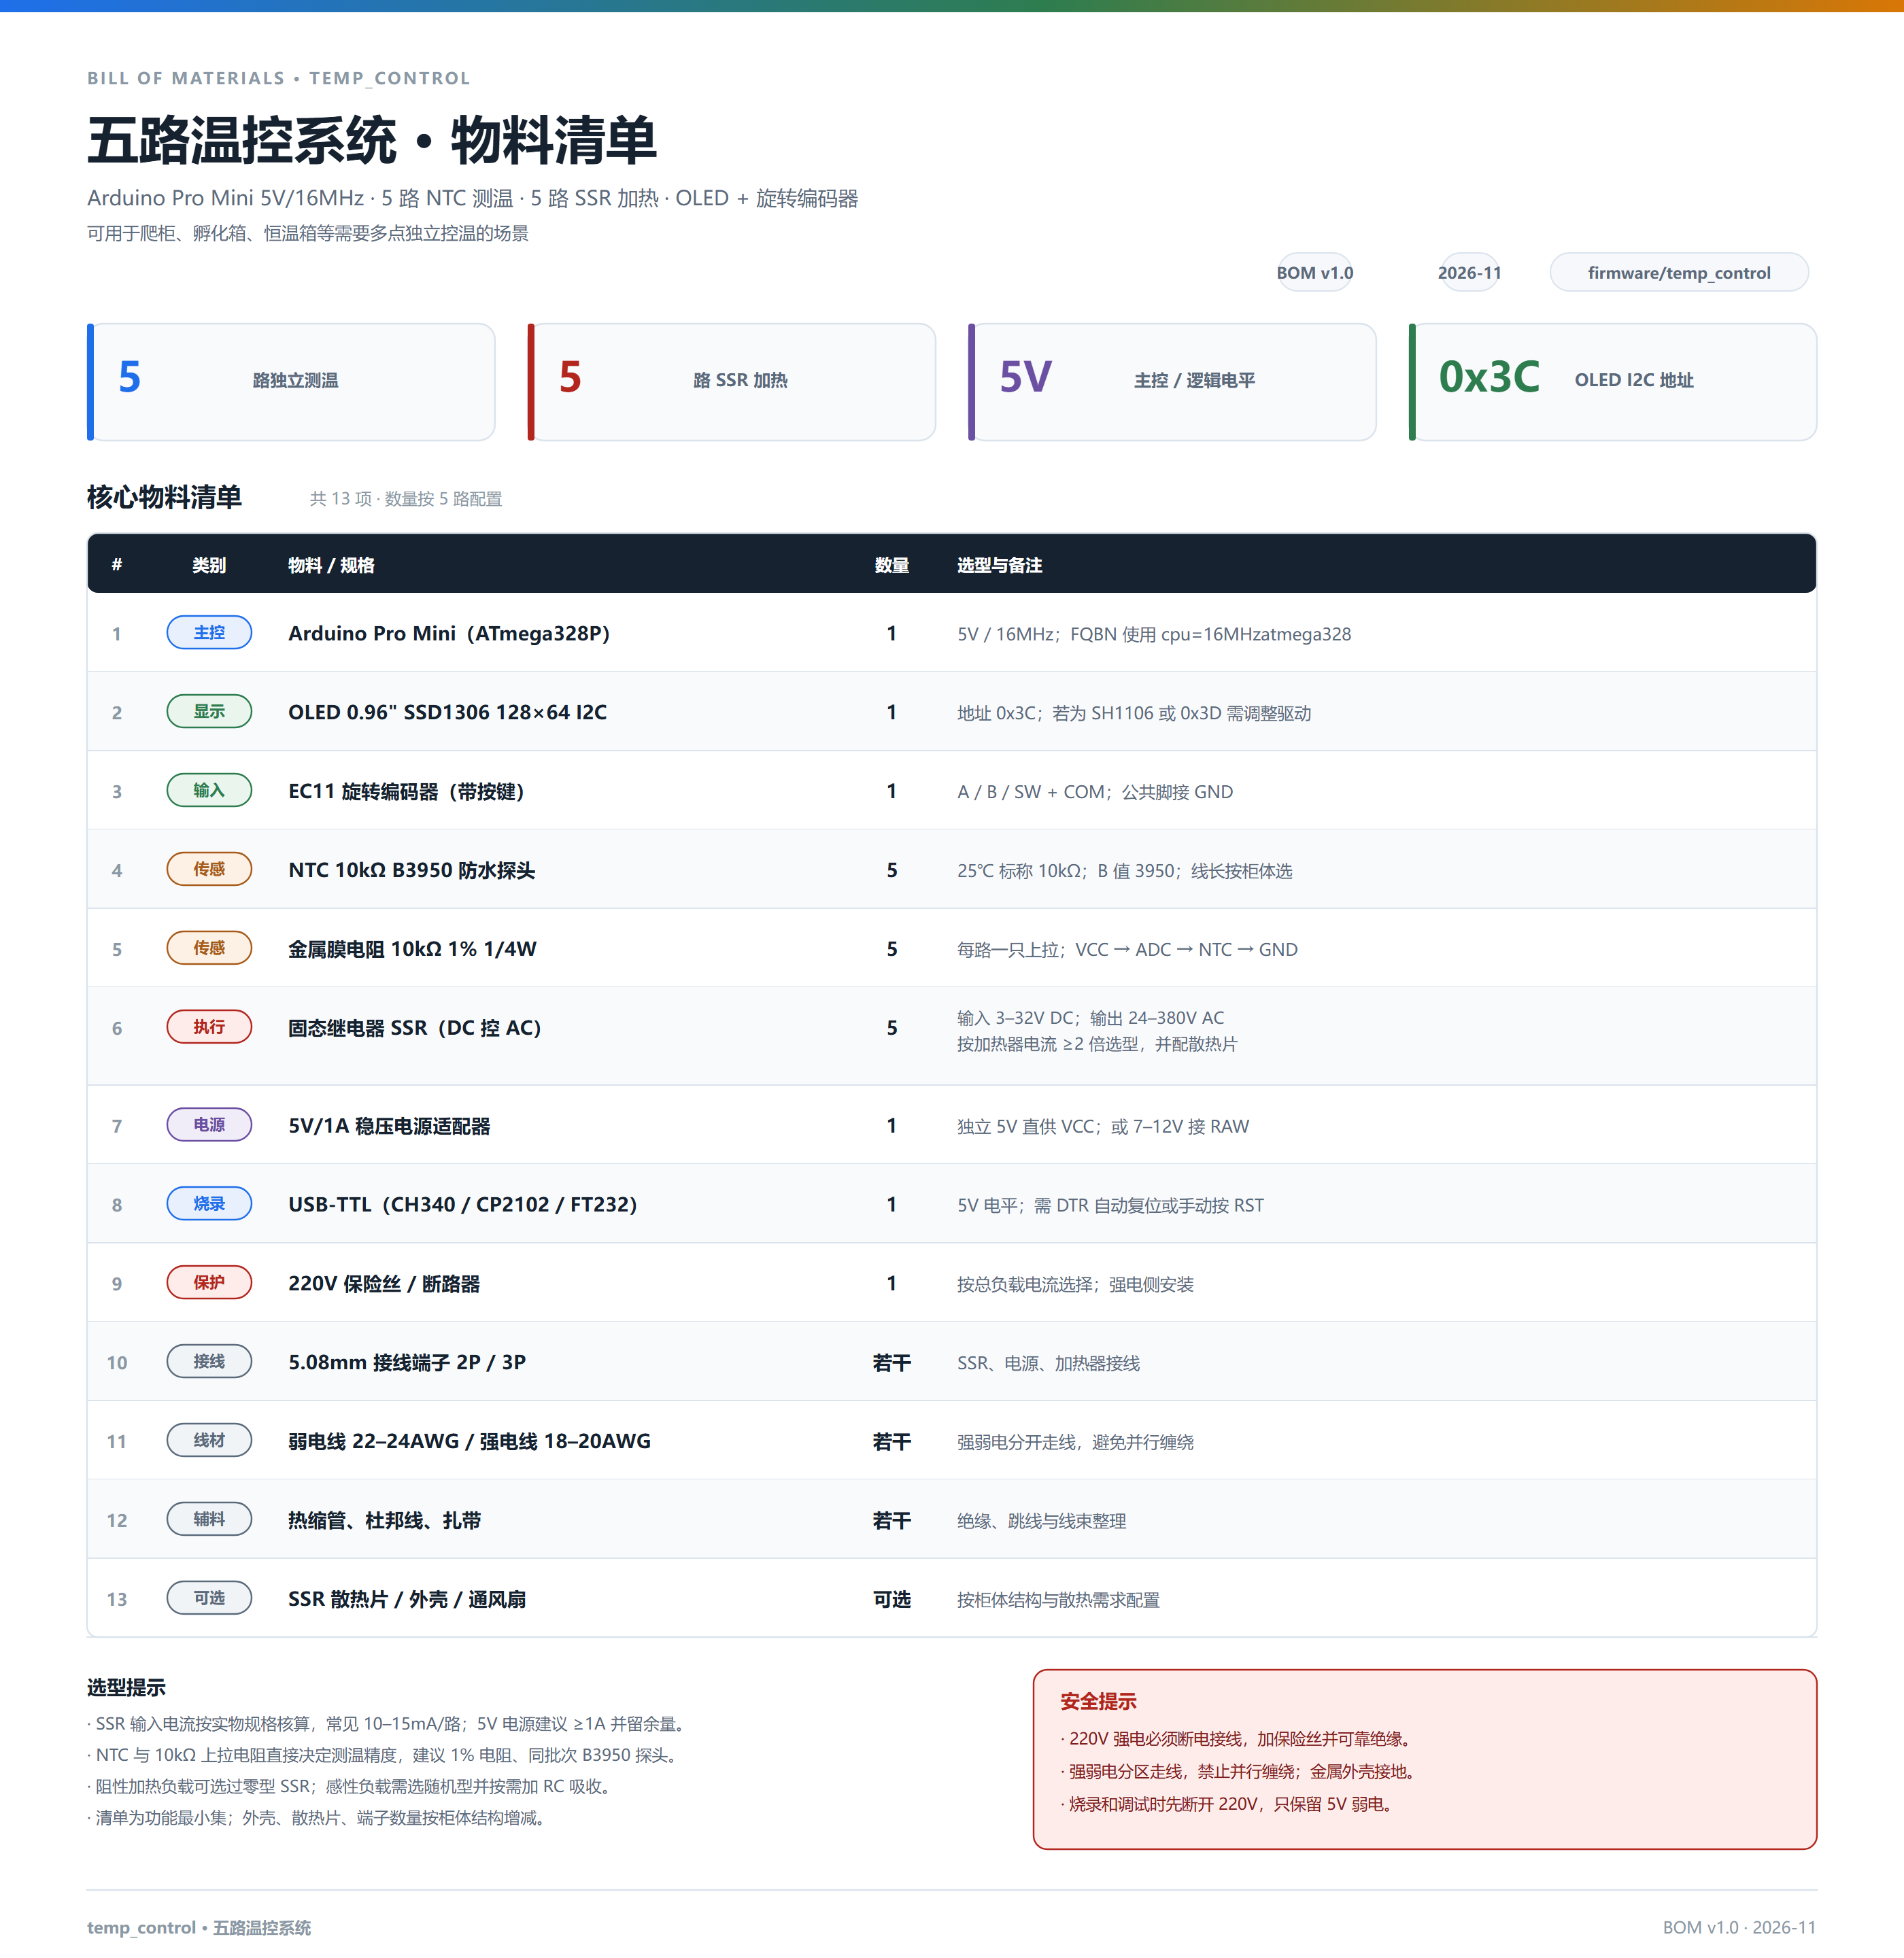 BILL OF MATERIALS • TEMP_CONTROL
五路温控系统 • 物料清单
Arduino Pro Mini 5V/16MHz · 5 路 NTC 测温 · 5 路 SSR 加热 · OLED + 旋转编码器
可用于爬柜、孵化箱、恒温箱等需要多点独立控温的场景
BOM v1.0 2026-11 firmware/temp_control
5 路独立测温 5 路 SSR 加热 5V 主控 / 逻辑电平 0x3C OLED I2C 地址
核心物料清单 共 13 项 · 数量按 5 路配置
# 类别 物料 / 规格 数量 选型与备注
1 主控 Arduino Pro Mini（ATmega328P） 1 5V / 16MHz；FQBN 使用 cpu=16MHzatmega328
2 显示 OLED 0.96" SSD1306 128×64 I2C 1 地址 0x3C；若为 SH1106 或 0x3D 需调整驱动
3 输入 EC11 旋转编码器（带按键） 1 A / B / SW + COM；公共脚接 GND
4 传感 NTC 10kΩ B3950 防水探头 5 25℃ 标称 10kΩ；B 值 3950；线长按柜体选
5 传感 金属膜电阻 10kΩ 1% 1/4W 5 每路一只上拉；VCC → ADC → NTC → GND
6 执行 固态继电器 SSR（DC 控 AC） 5 输入 3–32V DC；输出 24–380V AC
按加热器电流 ≥2 倍选型，并配散热片
7 电源 5V/1A 稳压电源适配器 1 独立 5V 直供 VCC；或 7–12V 接 RAW
8 烧录 USB-TTL（CH340 / CP2102 / FT232） 1 5V 电平；需 DTR 自动复位或手动按 RST
9 保护 220V 保险丝 / 断路器 1 按总负载电流选择；强电侧安装
10 接线 5.08mm 接线端子 2P / 3P 若干 SSR、电源、加热器接线
11 线材 弱电线 22–24AWG / 强电线 18–20AWG 若干 强弱电分开走线，避免并行缠绕
12 辅料 热缩管、杜邦线、扎带 若干 绝缘、跳线与线束整理
13 可选 SSR 散热片 / 外壳 / 通风扇 可选 按柜体结构与散热需求配置
选型提示
· SSR 输入电流按实物规格核算，常见 10–15mA/路；5V 电源建议 ≥1A 并留余量。
· NTC 与 10kΩ 上拉电阻直接决定测温精度，建议 1% 电阻、同批次 B3950 探头。
· 阻性加热负载可选过零型 SSR；感性负载需选随机型并按需加 RC 吸收。
· 清单为功能最小集；外壳、散热片、端子数量按柜体结构增减。
安全提示
· 220V 强电必须断电接线，加保险丝并可靠绝缘。
· 强弱电分区走线，禁止并行缠绕；金属外壳接地。
· 烧录和调试时先断开 220V，只保留 5V 弱电。
temp_control • 五路温控系统 BOM v1.0 · 2026-11